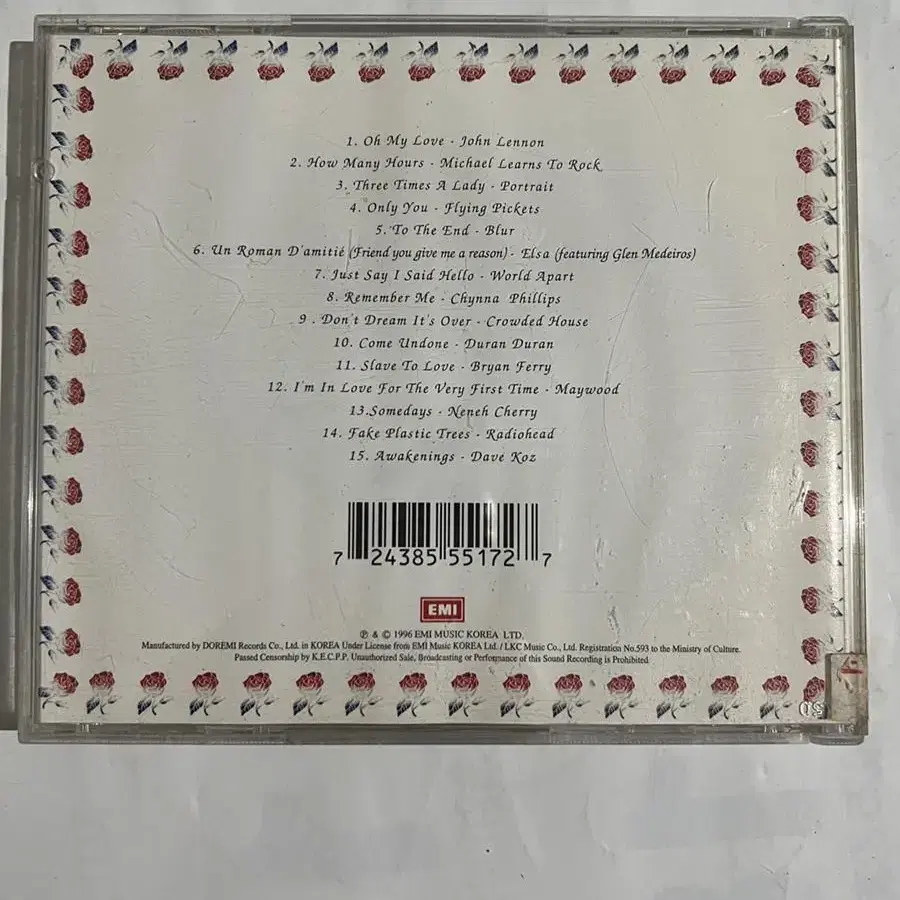 1. Oh My Love - John Lennon
2. How Many Hours - Michael Learns To Rock
3. Three Times A Lady - Portrait
4. Only You - Flying Pickets
5. To The End - Blur
6. Un Roman D'amitié (Friend you give me a reason) - Elsa (featuring Glen Medeiros)
7. Just Say I Said Hello - World Apart
8. Remember Me - Chynna Phillips
9 . Don't Dream It's Over - Crowded House
10. Come Undone - Duran Duran
11. Slave To Love - Bryan Ferry
12. I'm In Love For The Very First Time - Maywood
13.Somedays - Neneh Cherry
14. Fake Plastic Trees - Radiohead
15. Awakenings - Dave Koz
7 24385 55172 7
EMI
℗ & © 1996 EMI MUSIC KOREA LTD.
Manufactured by DOREMI Records Co., Ltd. in KOREA Under License from EMI Music KOREA Ltd. / LKC Music Co., Ltd. Registration No.593 to the Ministry of Culture.
Passed Censorship by K.E.C.P.P. Unauthorized Sale, Broadcasting or Performance of this Sound Recording is Prohibited